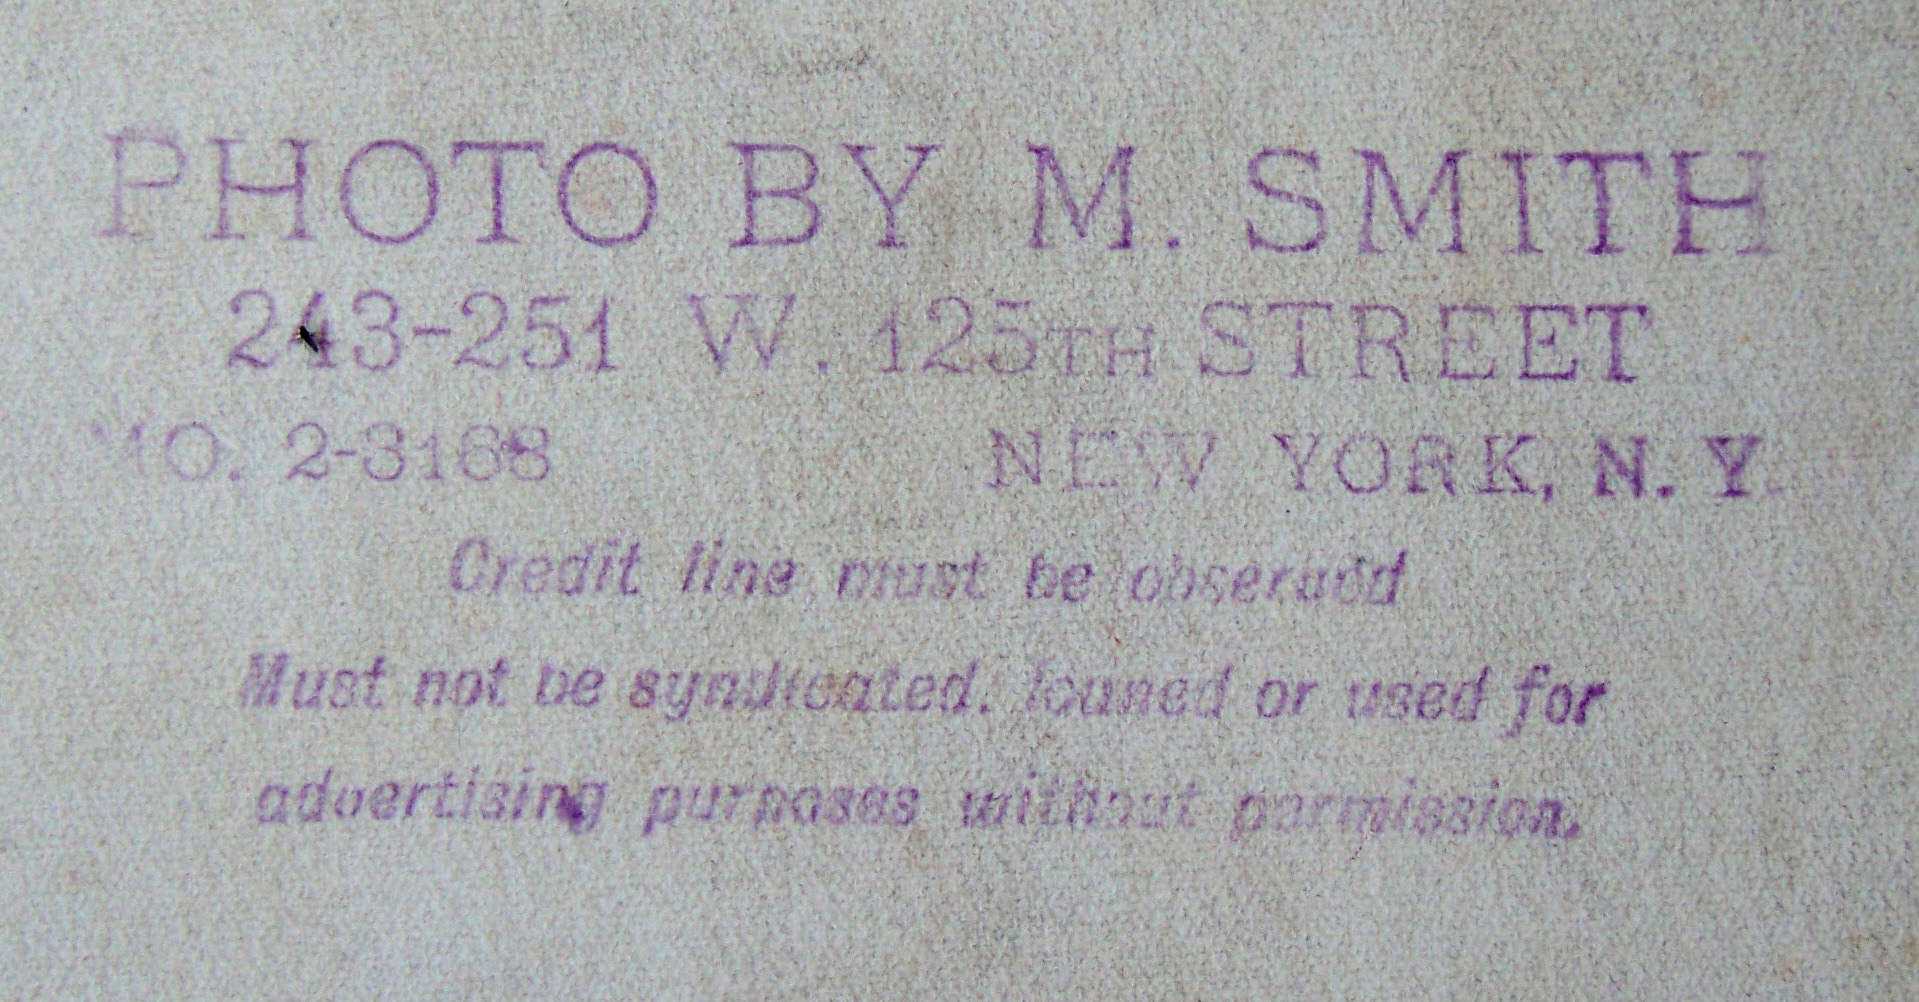 PHOTO BY M. SMITH
243-251 W. 125TH STREET
MO. 2-3168 NEW YORK, N. Y.
Credit line must be observed
Must not be syndicated, loaned or used for
advertising purposes without permission.